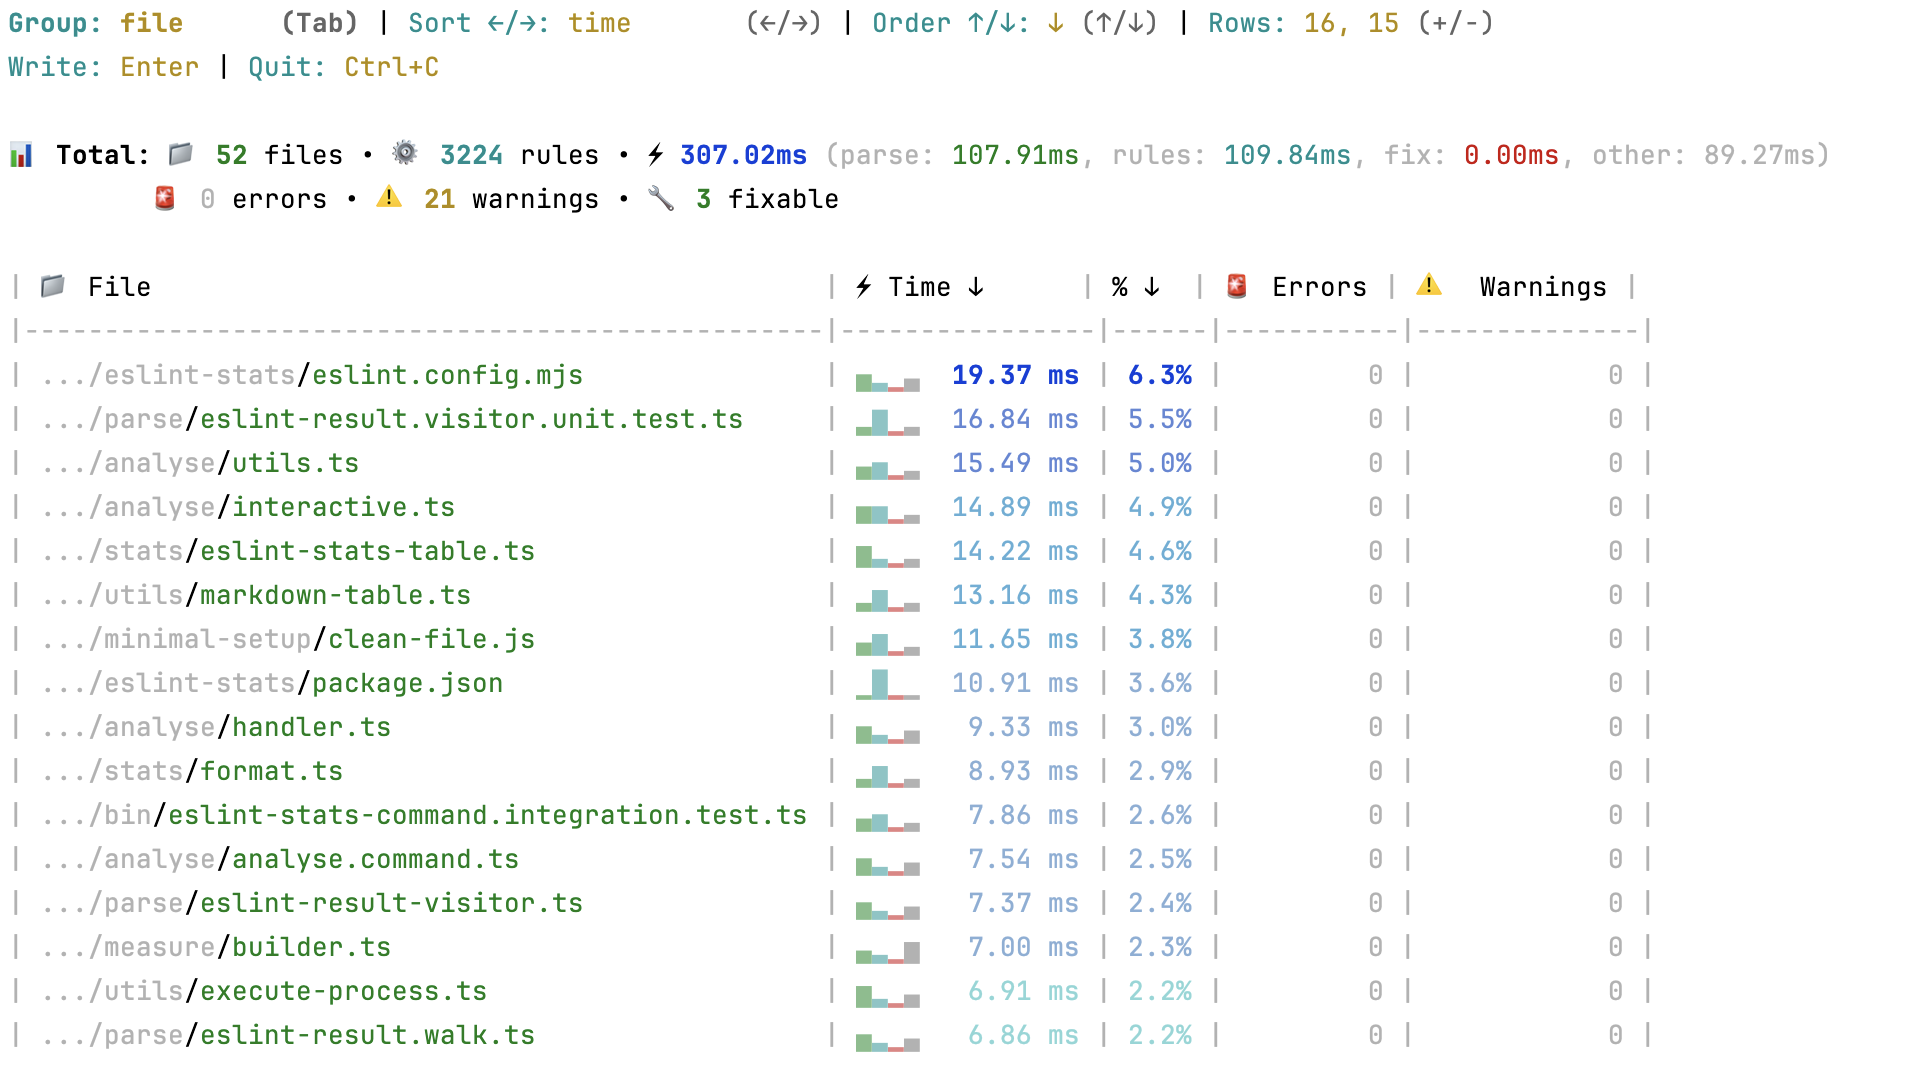 Group: file (Tab) | Sort ←/→: time (←/→) | Order ↑/↓: ↓ (↑/↓) | Rows: 16, 15 (+/-)
Write: Enter | Quit: Ctrl+C
📊 Total: 📁 52 files • ⚙️ 3224 rules • ⚡ 307.02ms (parse: 107.91ms, rules: 109.84ms, fix: 0.00ms, other: 89.27ms)
🚨 0 errors • ⚠️ 21 warnings • 🔧 3 fixable
| 📁 File | ⚡ Time ↓ | % ↓ | 🚨 Errors | ⚠️ Warnings |
|--------------------------------------------------|----------------|------|-----------|--------------|
| .../eslint-stats/eslint.config.mjs | 19.37 ms | 6.3% | 0 | 0 |
| .../parse/eslint-result.visitor.unit.test.ts | 16.84 ms | 5.5% | 0 | 0 |
| .../analyse/utils.ts | 15.49 ms | 5.0% | 0 | 0 |
| .../analyse/interactive.ts | 14.89 ms | 4.9% | 0 | 0 |
| .../stats/eslint-stats-table.ts | 14.22 ms | 4.6% | 0 | 0 |
| .../utils/markdown-table.ts | 13.16 ms | 4.3% | 0 | 0 |
| .../minimal-setup/clean-file.js | 11.65 ms | 3.8% | 0 | 0 |
| .../eslint-stats/package.json | 10.91 ms | 3.6% | 0 | 0 |
| .../analyse/handler.ts | 9.33 ms | 3.0% | 0 | 0 |
| .../stats/format.ts | 8.93 ms | 2.9% | 0 | 0 |
| .../bin/eslint-stats-command.integration.test.ts | 7.86 ms | 2.6% | 0 | 0 |
| .../analyse/analyse.command.ts | 7.54 ms | 2.5% | 0 | 0 |
| .../parse/eslint-result-visitor.ts | 7.37 ms | 2.4% | 0 | 0 |
| .../measure/builder.ts | 7.00 ms | 2.3% | 0 | 0 |
| .../utils/execute-process.ts | 6.91 ms | 2.2% | 0 | 0 |
| .../parse/eslint-result.walk.ts | 6.86 ms | 2.2% | 0 | 0 |